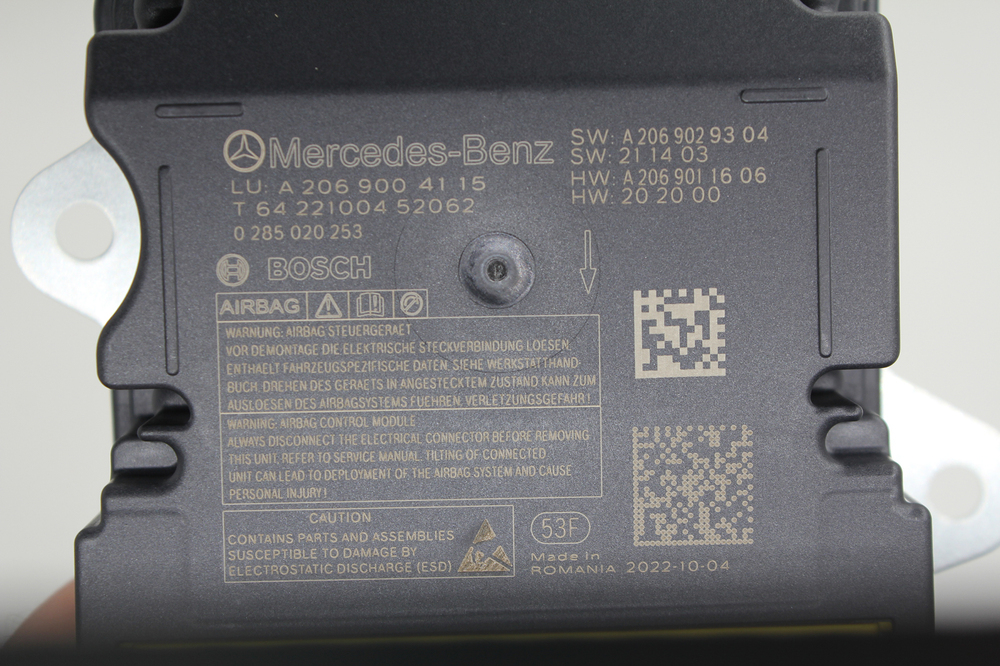 Mercedes-Benz
LU: A 206 900 41 15
T 64 221004 52062
0 285 020 253
SW: A 206 902 93 04
SW: 21 14 03
HW: A 206 901 16 06
HW: 20 20 00
BOSCH
AIRBAG
WARNUNG: AIRBAG STEUERGERAET
VOR DEMONTAGE DIE ELEKTRISCHE STECKVERBINDUNG LOESEN.
ENTHAELT FAHRZEUGSPEZIFISCHE DATEN, SIEHE WERKSTATTHAND-
BUCH. DREHEN DES GERAETS IN ANGESTECKTEM ZUSTAND KANN ZUM
AUSLOESEN DES AIRBAGSYSTEMS FUEHREN. VERLETZUNGSGEFAHR!
WARNING: AIRBAG CONTROL MODULE
ALWAYS DISCONNECT THE ELECTRICAL CONNECTOR BEFORE REMOVING
THIS UNIT, REFER TO SERVICE MANUAL. TILTING OF CONNECTED
UNIT CAN LEAD TO DEPLOYMENT OF THE AIRBAG SYSTEM AND CAUSE
PERSONAL INJURY!
CAUTION
CONTAINS PARTS AND ASSEMBLIES
SUSCEPTIBLE TO DAMAGE BY
ELECTROSTATIC DISCHARGE (ESD)
53F
Made in
ROMANIA 2022-10-04